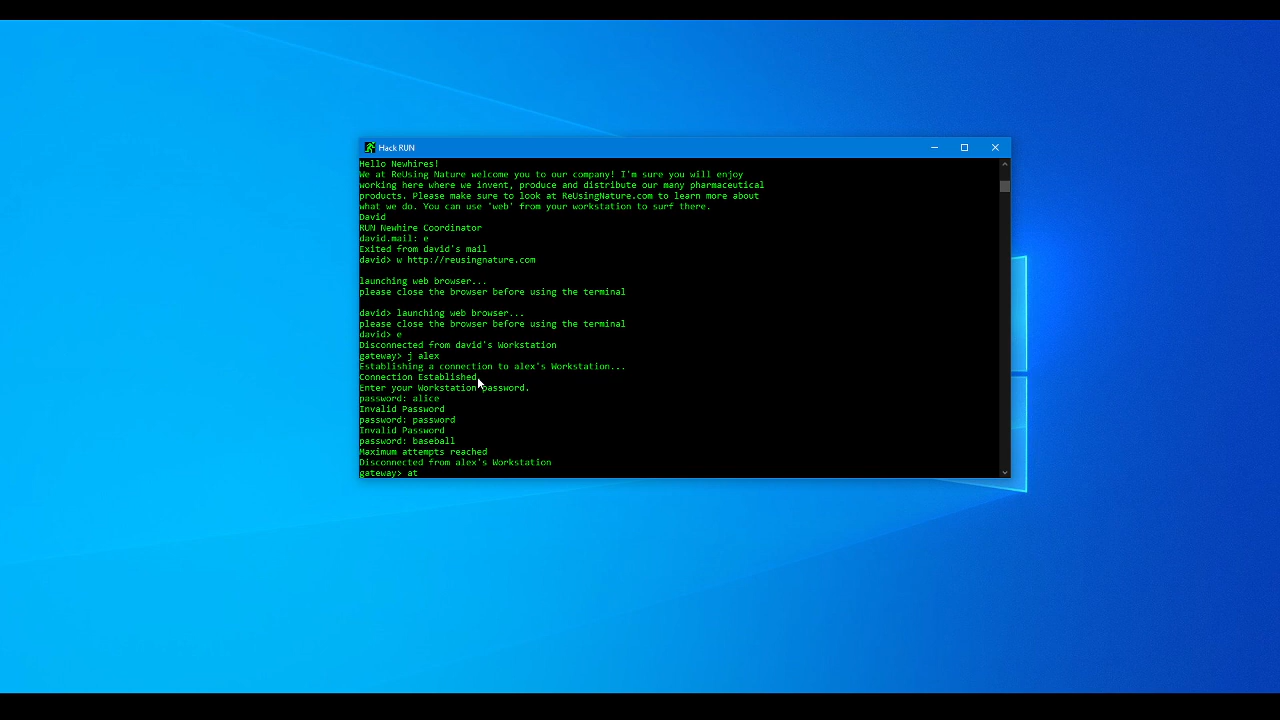 Hack RUN
Hello Newhires!
We at ReUsing Nature welcome you to our company! I'm sure you will enjoy
working here where we invent, produce and distribute our many pharmaceutical
products. Please make sure to look at ReUsingNature.com to learn more about
what we do. You can use 'web' from your workstation to surf there.
David
RUN Newhire Coordinator
david.mail: e
Exited from david's mail
david> w http://reusingnature.com
launching web browser...
please close the browser before using the terminal
david> launching web browser...
please close the browser before using the terminal
david> e
Disconnected from david's Workstation
gateway> j alex
Establishing a connection to alex's Workstation...
Connection Established
Enter your Workstation password.
password: alice
Invalid Password
password: password
Invalid Password
password: baseball
Maximum attempts reached
Disconnected from alex's Workstation
gateway> at